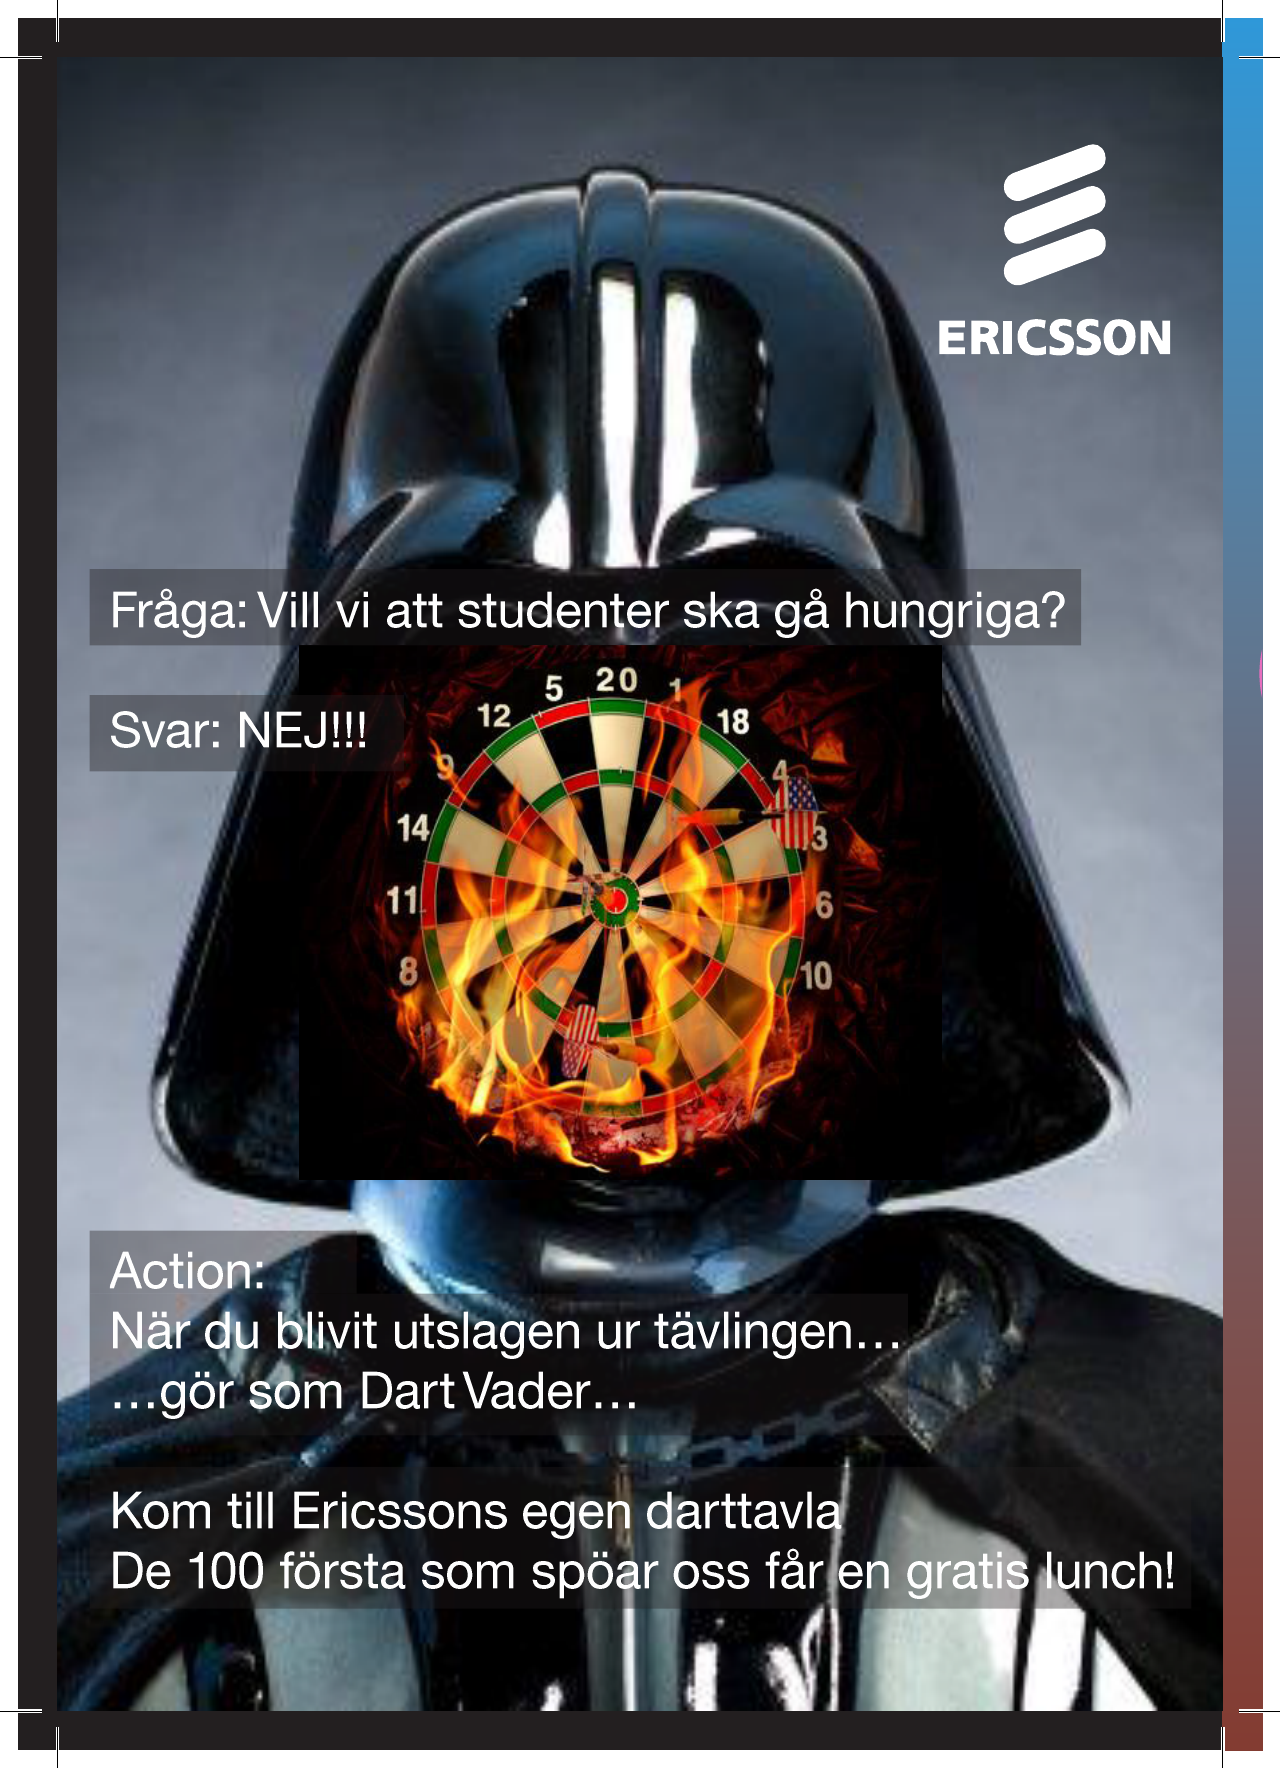 ERICSSON
Fråga: Vill vi att studenter ska gå hungriga?
Svar: NEJ!!!
5 20 1
12 18
9 4
14 13
11 6
8 10
Action:
När du blivit utslagen ur tävlingen…
…gör som Dart Vader…
Kom till Ericssons egen darttavla
De 100 första som spöar oss får en gratis lunch!